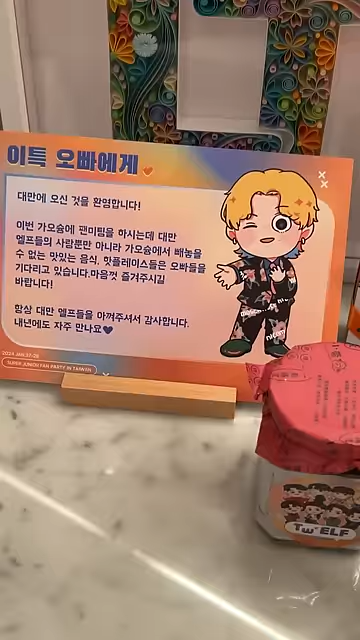 이특 오빠에게
대만에 오신 것을 환영합니다!
이번 가오슝에 팬미팅을 하시는데 대만
엘프들의 사람뿐만 아니라 가오슝에서 배놓을
수 없는 맛있는 음식, 핫플레이스들은 오빠들을
기다리고 있습니다.마음껏 즐겨주시길
바랍니다!
항상 대만 엘프들을 아껴주셔서 감사합니다.
내년에도 자주 만나요
2024 JAN.27-28
SUPER JUNIOR FAN PARTY IN TAIWAN
Tw ELF